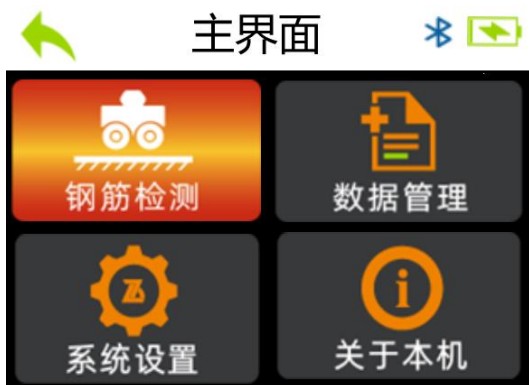 主界面
钢筋检测
数据管理
系统设置
关于本机